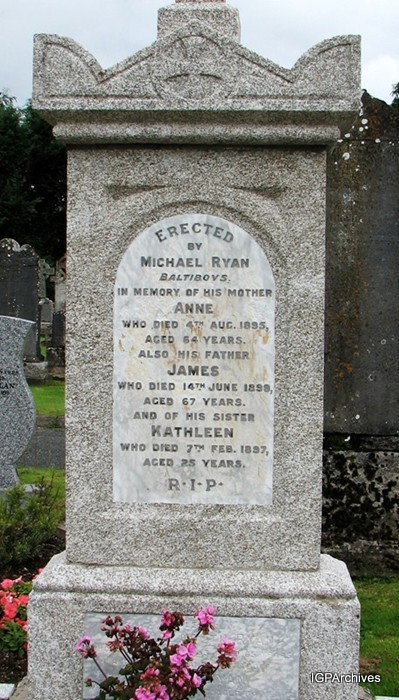 ERECTED
BY
MICHAEL RYAN
BALTIBOYS,
IN MEMORY OF HIS MOTHER
ANNE
WHO DIED 4TH AUG. 1895,
AGED 64 YEARS.
ALSO HIS FATHER
JAMES
WHO DIED 14TH JUNE 1898,
AGED 67 YEARS.
AND OF HIS SISTER
KATHLEEN
WHO DIED 7TH FEB. 1897,
AGED 25 YEARS.
R·I·P·
IGPArchives